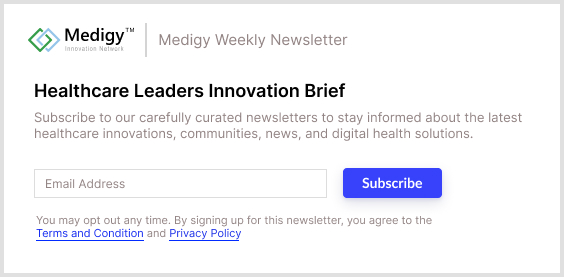 Medigy™ Medigy Weekly Newsletter
Innovation Network
Healthcare Leaders Innovation Brief
Subscribe to our carefully curated newsletters to stay informed about the latest
healthcare innovations, communities, news, and digital health solutions.
Email Address Subscribe
You may opt out any time. By signing up for this newsletter, you agree to the
Terms and Condition and Privacy Policy